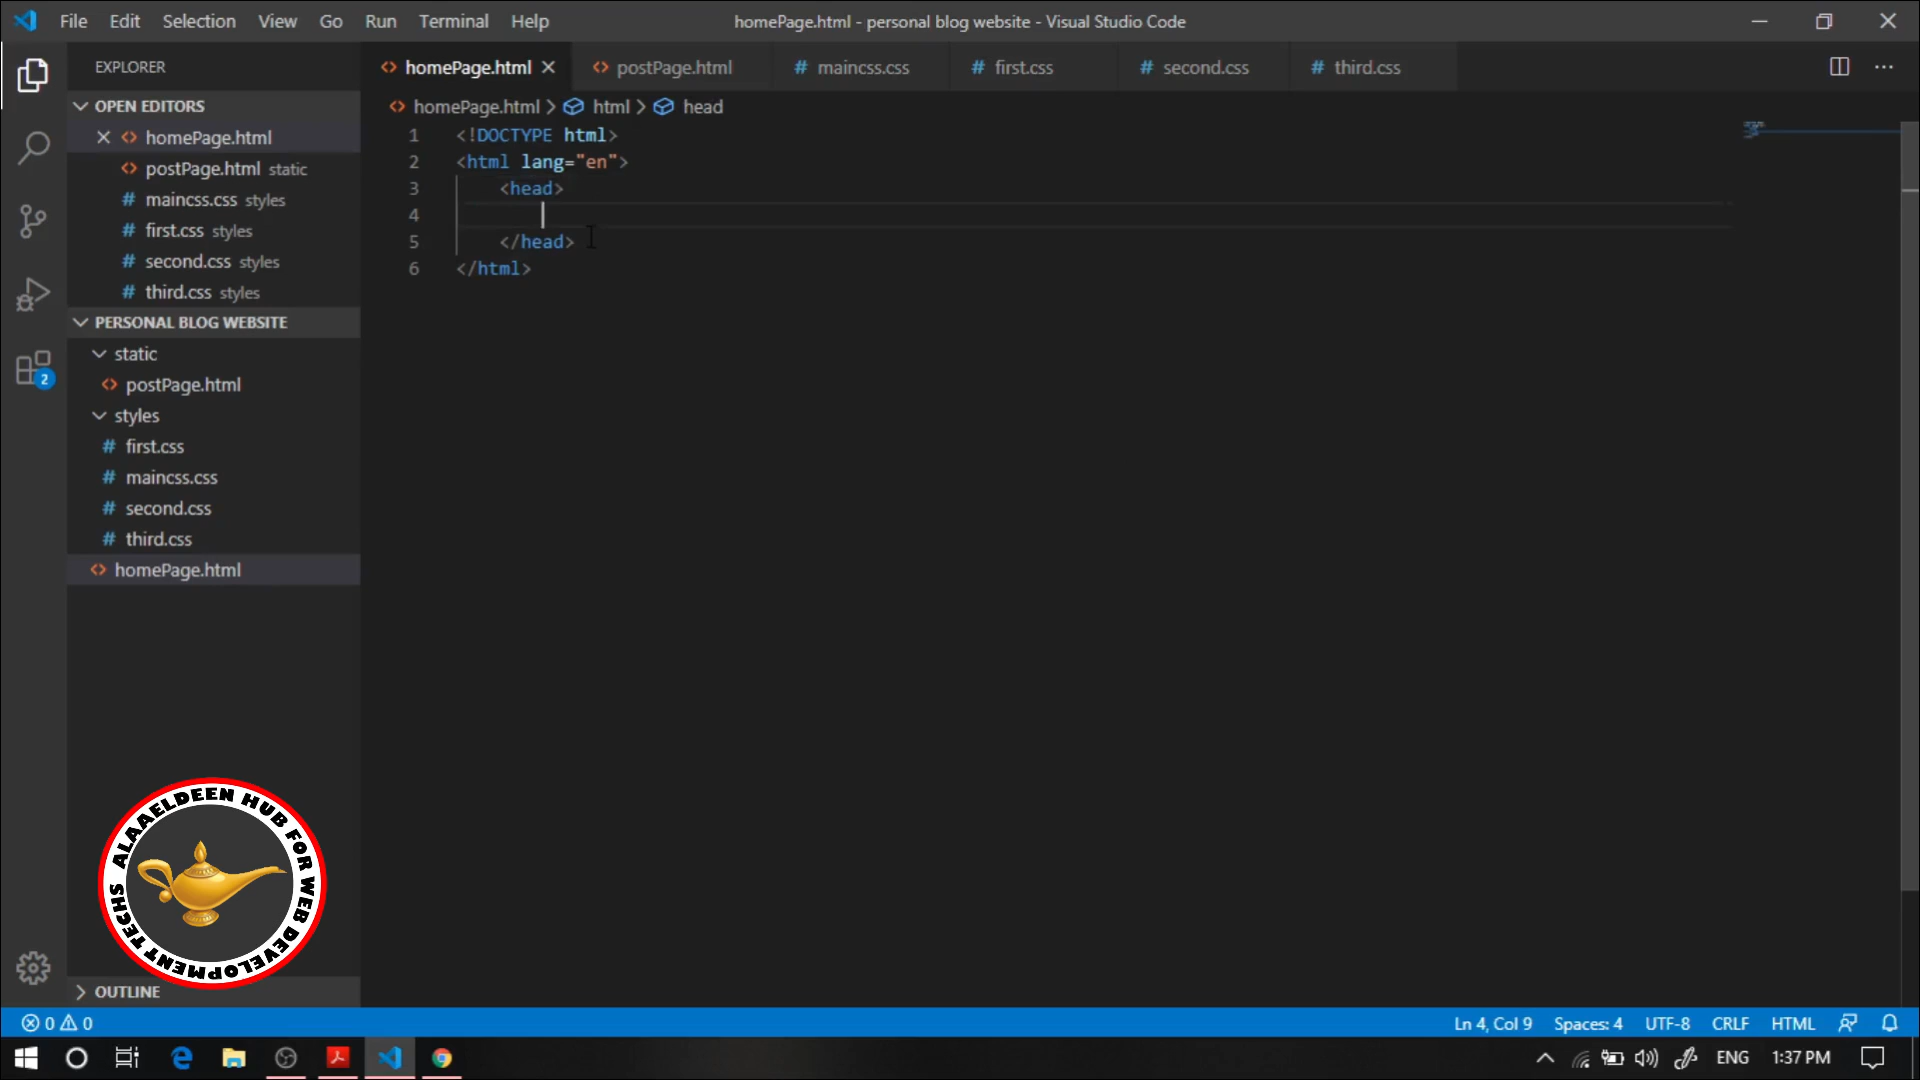 File Edit Selection View Go Run Terminal Help
homePage.html - personal blog website - Visual Studio Code
EXPLORER
OPEN EDITORS
homePage.html
postPage.html static
maincss.css styles
first.css styles
second.css styles
third.css styles
PERSONAL BLOG WEBSITE
static
postPage.html
styles
first.css
maincss.css
second.css
third.css
homePage.html
OUTLINE
2
homePage.html postPage.html maincss.css first.css second.css third.css
homePage.html > html > head
1 <!DOCTYPE html>
2 <html lang="en">
3 <head>
4
5 </head>
6 </html>
ALAAELDEEN HUB FOR WEB DEVELOPMENT TECHS
0 0
Ln 4, Col 9 Spaces: 4 UTF-8 CRLF HTML
ENG 1:37 PM